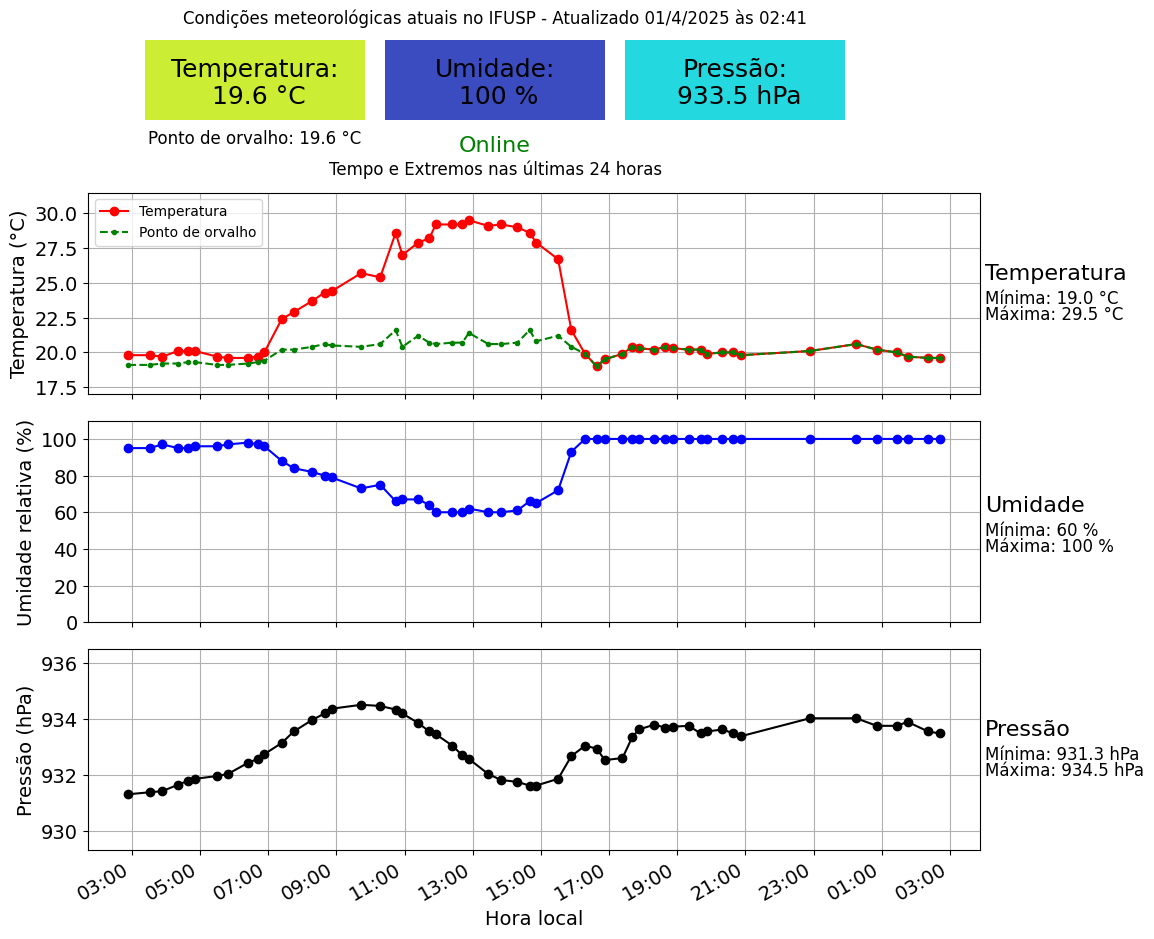 Condições meteorológicas atuais no IFUSP - Atualizado 01/4/2025 às 02:41
Temperatura:
19.6 °C
Umidade:
100 %
Pressão:
933.5 hPa
Ponto de orvalho: 19.6 °C
Online
Tempo e Extremos nas últimas 24 horas
Temperatura (°C)
30.0
27.5
25.0
22.5
20.0
17.5
Temperatura
Ponto de orvalho
Temperatura
Mínima: 19.0 °C
Máxima: 29.5 °C
Umidade relativa (%)
100
80
60
40
20
0
Umidade
Mínima: 60 %
Máxima: 100 %
Pressão (hPa)
936
934
932
930
Pressão
Mínima: 931.3 hPa
Máxima: 934.5 hPa
03:00
05:00
07:00
09:00
11:00
13:00
15:00
17:00
19:00
21:00
23:00
01:00
03:00
Hora local